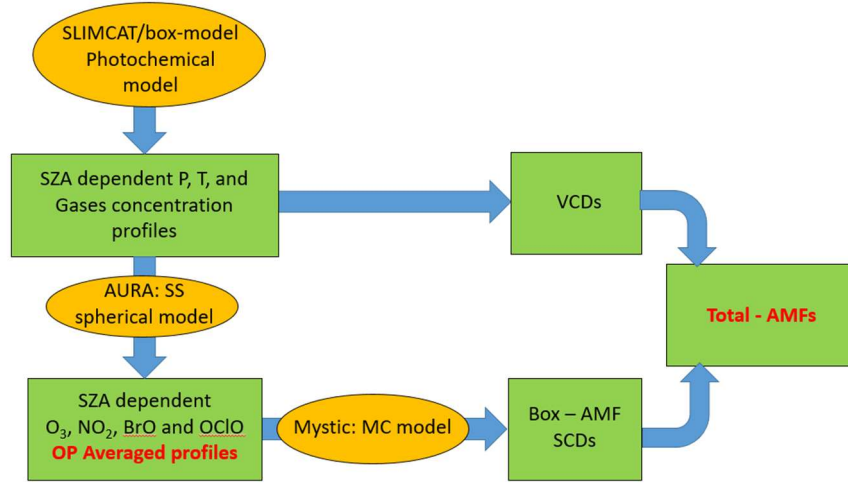 SLIMCAT/box-model
Photochemical
model
SZA dependent P, T, and
Gases concentration
profiles
VCDs
AURA: SS
spherical model
Total - AMFs
SZA dependent
O₃, NO₂, BrO and OClO
OP Averaged profiles
Mystic: MC model
Box – AMF
SCDs